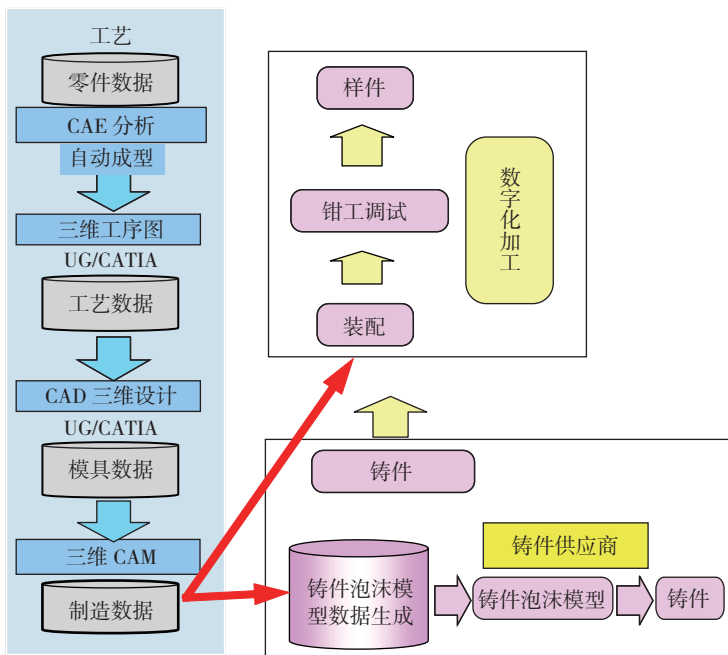 工艺
零件数据
CAE 分析
自动成型
三维工序图
UG/CATIA
工艺数据
CAD 三维设计
UG/CATIA
模具数据
三维 CAM
制造数据
样件
钳工调试
装配
数字化加工
铸件
铸件供应商
铸件泡沫模
型数据生成
铸件泡沫模型
铸件